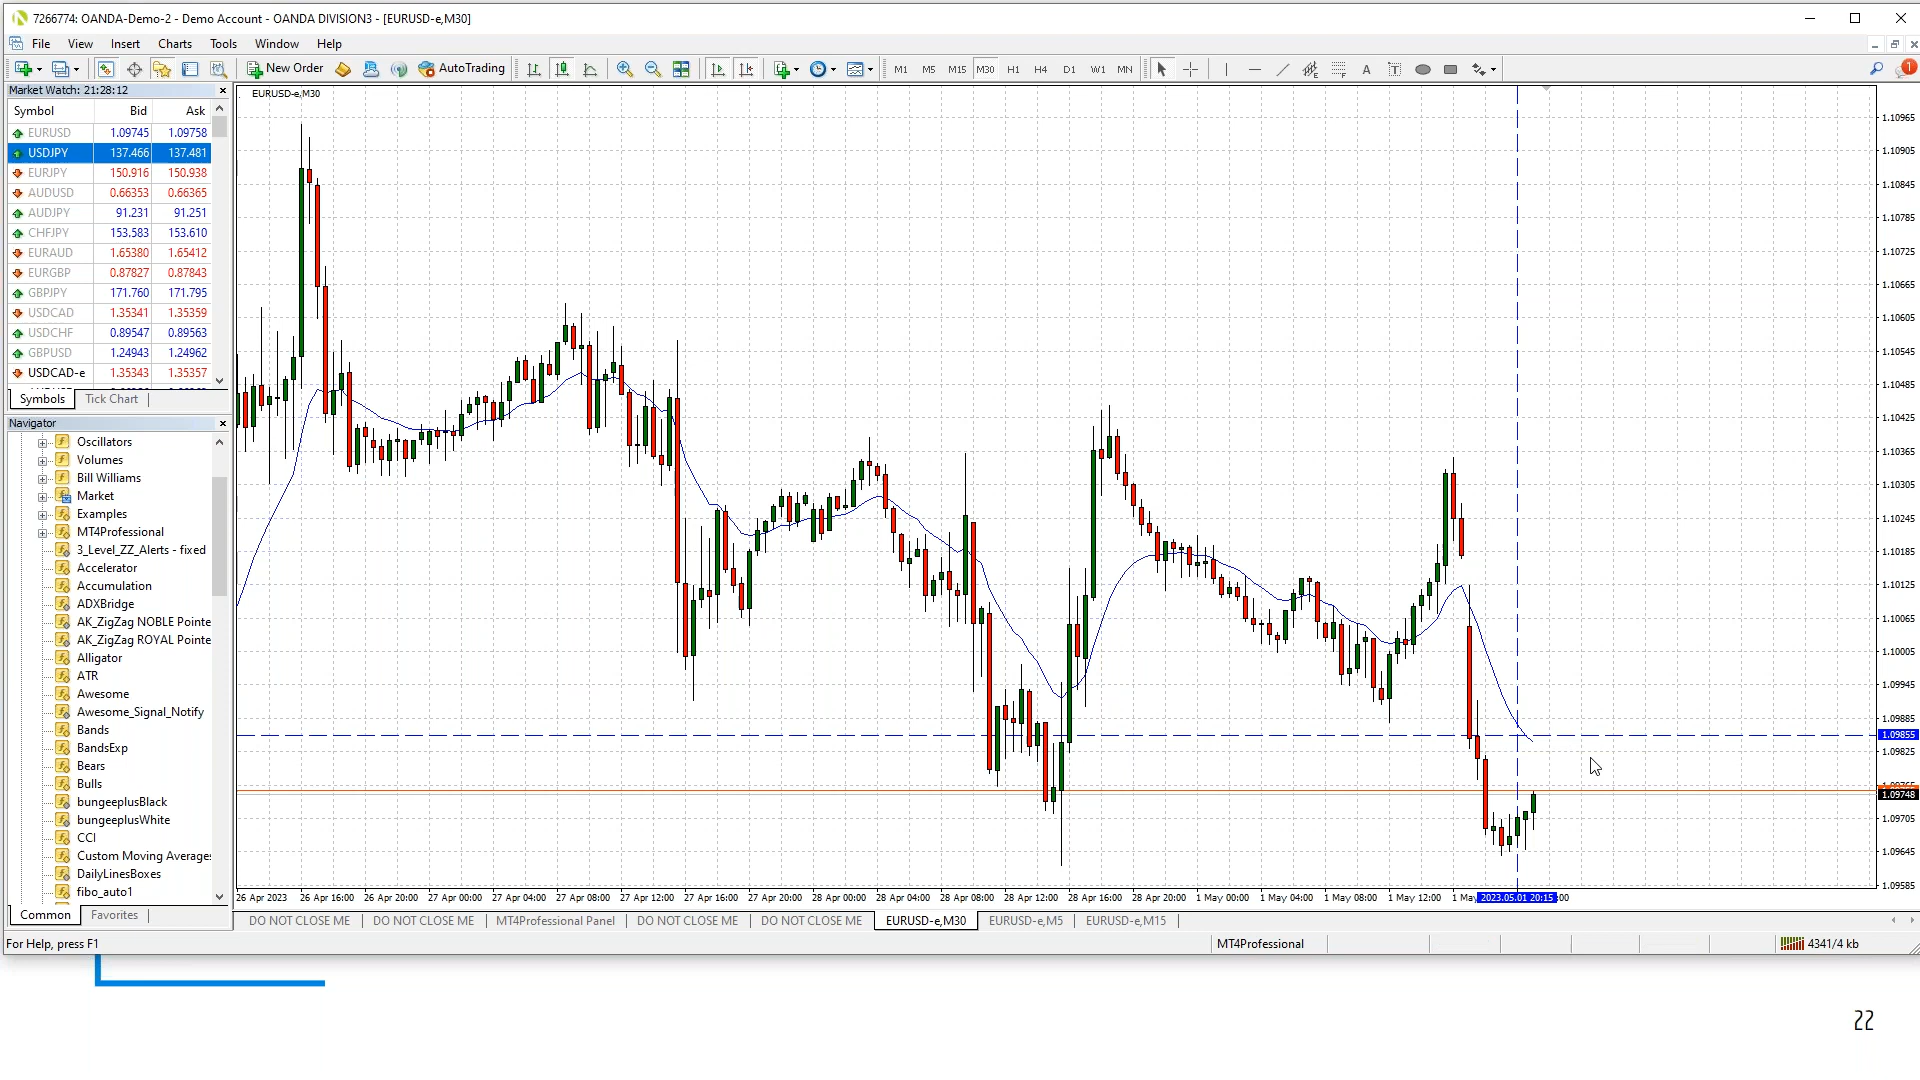 7266774: OANDA-Demo-2 - Demo Account - OANDA DIVISION3 - [EURUSD-e,M30]
File View Insert Charts Tools Window Help
New Order AutoTrading M1 M5 M15 M30 H1 H4 D1 W1 MN A T 1
Market Watch: 21:28:12
Symbol Bid Ask
EURUSD 1.09745 1.09758
USDJPY 137.466 137.481
EURJPY 150.916 150.938
AUDUSD 0.66353 0.66365
AUDJPY 91.231 91.251
CHFJPY 153.583 153.610
EURAUD 1.65380 1.65412
EURGBP 0.87827 0.87843
GBPJPY 171.760 171.795
USDCAD 1.35341 1.35359
USDCHF 0.89547 0.89563
GBPUSD 1.24943 1.24962
USDCAD-e 1.35343 1.35357
Symbols Tick Chart
Navigator
Oscillators
Volumes
Bill Williams
Market
Examples
MT4Professional
3_Level_ZZ_Alerts - fixed
Accelerator
Accumulation
ADXBridge
AK_ZigZag NOBLE Pointe
AK_ZigZag ROYAL Pointe
Alligator
ATR
Awesome
Awesome_Signal_Notify
Bands
BandsExp
Bears
Bulls
bungeeplusBlack
bungeeplusWhite
CCI
Custom Moving Averages
DailyLinesBoxes
fibo_auto1
Common Favorites
EURUSD-e,M30
1.10965
1.10905
1.10845
1.10785
1.10725
1.10665
1.10605
1.10545
1.10485
1.10425
1.10365
1.10305
1.10245
1.10185
1.10125
1.10065
1.10005
1.09945
1.09885
1.09855
1.09825
1.09748
1.09705
1.09645
1.09585
26 Apr 2023 26 Apr 16:00 26 Apr 20:00 27 Apr 00:00 27 Apr 04:00 27 Apr 08:00 27 Apr 12:00 27 Apr 16:00 27 Apr 20:00 28 Apr 00:00 28 Apr 04:00 28 Apr 08:00 28 Apr 12:00 28 Apr 16:00 28 Apr 20:00 1 May 00:00 1 May 04:00 1 May 08:00 1 May 12:00 1 May 2023.05.01 20:15 :00
DO NOT CLOSE ME DO NOT CLOSE ME MT4Professional Panel DO NOT CLOSE ME DO NOT CLOSE ME EURUSD-e,M30 EURUSD-e,M5 EURUSD-e,M15
For Help, press F1 MT4Professional 4341/4 kb
22